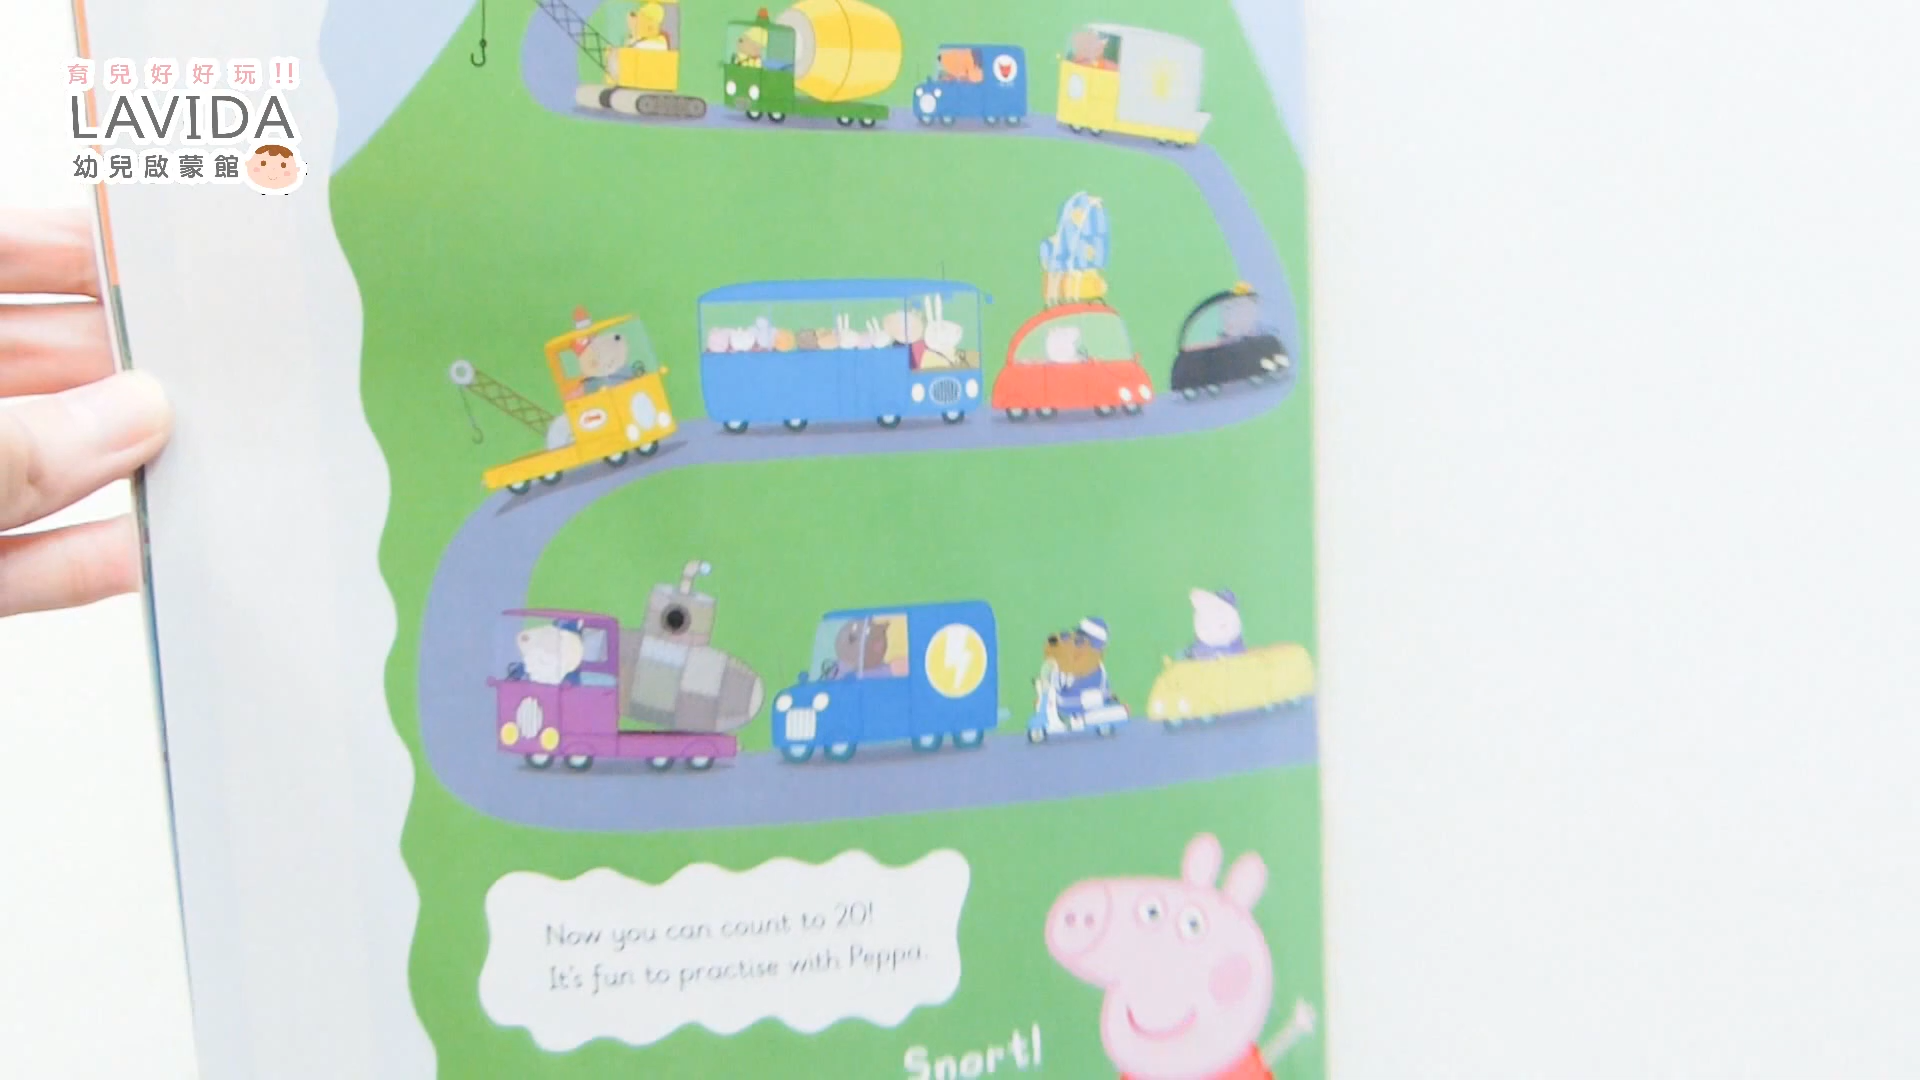 育兒好好玩!!
LAVIDA
幼兒啟蒙館
Now you can count to 20!
It's fun to practise with Peppa.
Snort!